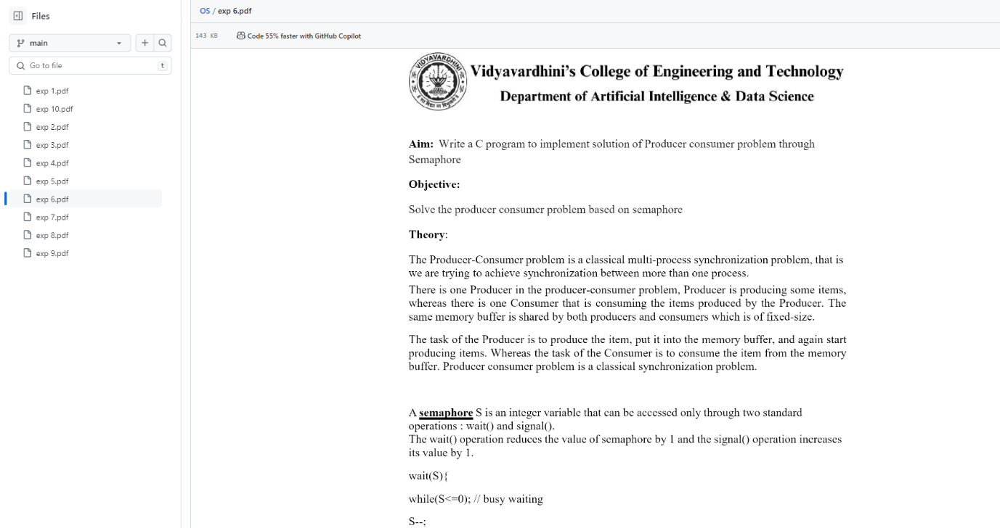 Files
main
Go to file
t
exp 1.pdf
exp 10.pdf
exp 2.pdf
exp 3.pdf
exp 4.pdf
exp 5.pdf
exp 6.pdf
exp 7.pdf
exp 8.pdf
exp 9.pdf
OS / exp 6.pdf
143 KB
Code 55% faster with GitHub Copilot
VIDYAVARDHINI
Vidyavardhini's College of Engineering and Technology
Department of Artificial Intelligence & Data Science
Aim: Write a C program to implement solution of Producer consumer problem through
Semaphore
Objective:
Solve the producer consumer problem based on semaphore
Theory:
The Producer-Consumer problem is a classical multi-process synchronization problem, that is
we are trying to achieve synchronization between more than one process.
There is one Producer in the producer-consumer problem, Producer is producing some items,
whereas there is one Consumer that is consuming the items produced by the Producer. The
same memory buffer is shared by both producers and consumers which is of fixed-size.
The task of the Producer is to produce the item, put it into the memory buffer, and again start
producing items. Whereas the task of the Consumer is to consume the item from the memory
buffer. Producer consumer problem is a classical synchronization problem.
A semaphore S is an integer variable that can be accessed only through two standard
operations : wait() and signal().
The wait() operation reduces the value of semaphore by 1 and the signal() operation increases
its value by 1.
wait(S){
while(S<=0); // busy waiting
S--;